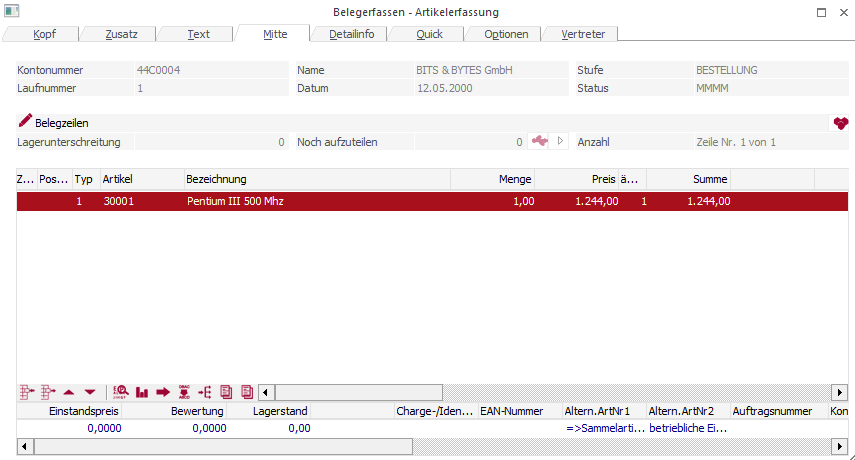 Belegerfassen - Artikelerfassung
Kopf Zusatz Text Mitte Detailinfo Quick Optionen Vertreter
Kontonummer 44C0004 Name BITS & BYTES GmbH Stufe BESTELLUNG
Laufnummer 1 Datum 12.05.2000 Status MMMM
Belegzeilen
Lagerunterschreitung 0 Noch aufzuteilen 0 Anzahl Zeile Nr. 1 von 1
Z... Pos... Typ Artikel Bezeichnung Menge Preis ä... Summe
1 30001 Pentium III 500 Mhz 1,00 1.244,00 1 1.244,00
Einstandspreis Bewertung Lagerstand Charge-/Iden... EAN-Nummer Altern.ArtNr1 Altern.ArtNr2 Auftragsnummer Kon
0,0000 0,0000 0,00 =>Sammelarti... betriebliche Ei...